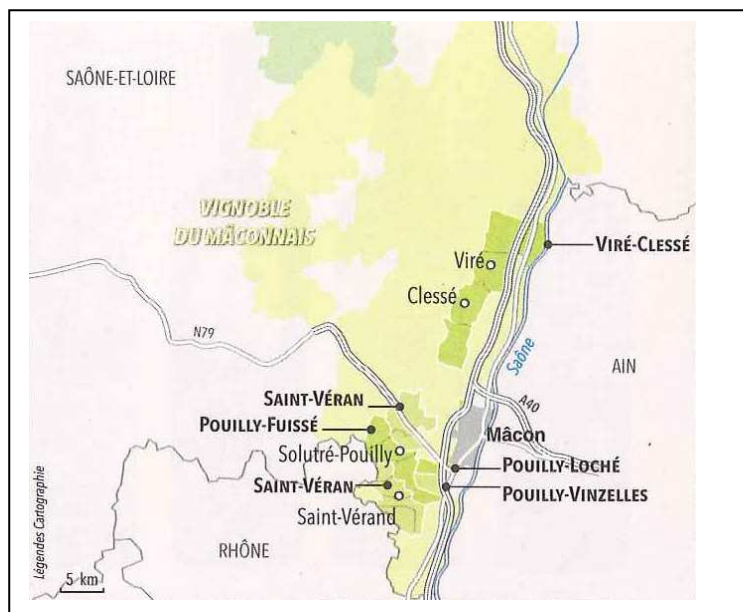 SAÔNE-ET-LOIRE
VIGNOBLE
DU MÂCONNAIS
Viré
VIRÉ-CLESSÉ
Clessé
N79
Saône
AIN
SAINT-VÉRAN
A40
POUILLY-FUISSÉ
Mâcon
Solutré-Pouilly
POUILLY-LOCHÉ
SAINT-VÉRAN
POUILLY-VINZELLES
Saint-Vérand
RHÔNE
Légendes Cartographie
5 km